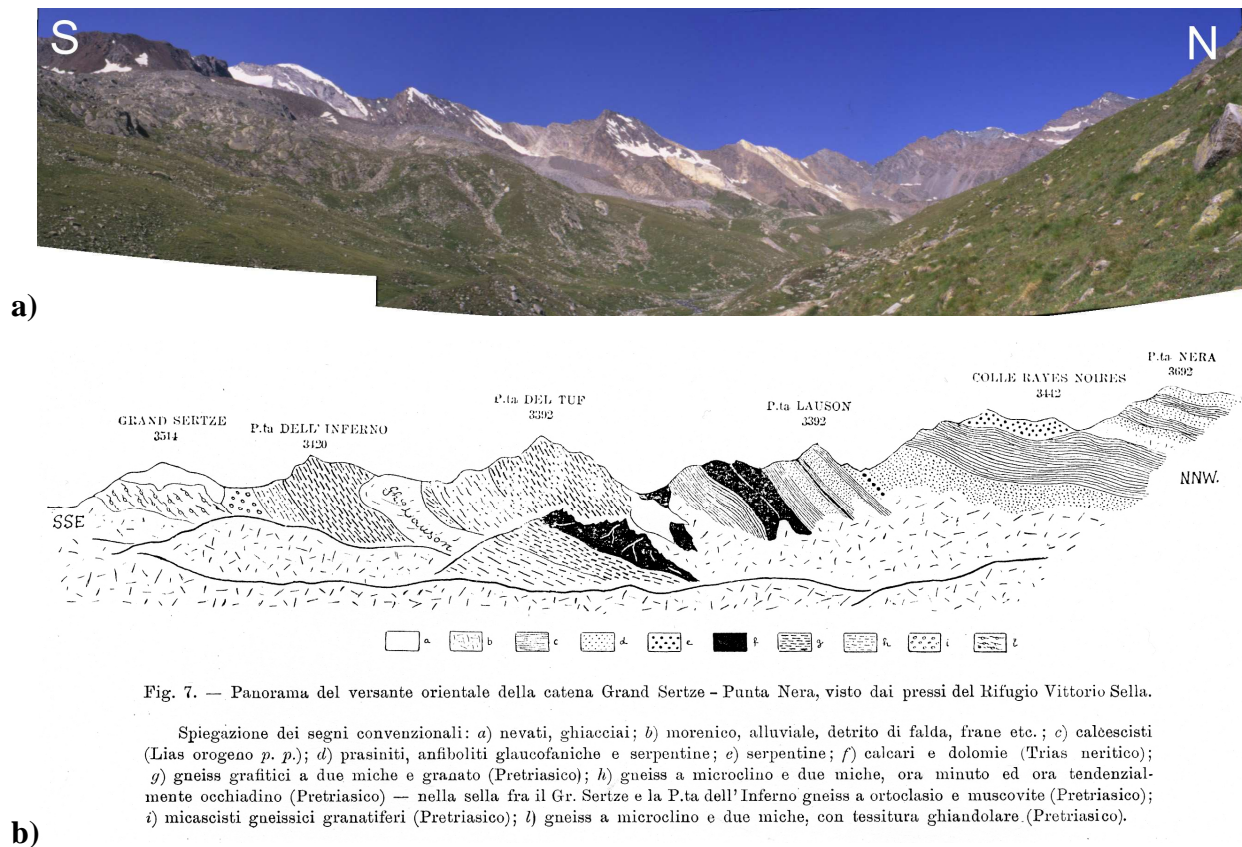 S
N
a)
P.ta NERA
3692
COLLE RAYES NOIRES
3442
P.ta DEL TUF
3392
P.ta LAUSON
3392
GRAND SERTZE
3514
P.ta DELL' INFERNO
3420
Gh. Lauson
SSE
NNW.
a b c d e f g h i l
Fig. 7. — Panorama del versante orientale della catena Grand Sertze - Punta Nera, visto dai pressi del Rifugio Vittorio Sella.
Spiegazione dei segni convenzionali: a) nevati, ghiacciai; b) morenico, alluviale, detrito di falda, frane etc.; c) calcescisti
(Lias orogeno p. p.); d) prasiniti, anfiboliti glaucofaniche e serpentine; e) serpentine; f) calcari e dolomie (Trias neritico);
g) gneiss grafitici a due miche e granato (Pretriasico); h) gneiss a microclino e due miche, ora minuto ed ora tendenzial-
mente occhiadino (Pretriasico) — nella sella fra il Gr. Sertze e la P.ta dell'Inferno gneiss a ortoclasio e muscovite (Pretriasico);
i) micascisti gneissici granatiferi (Pretriasico); l) gneiss a microclino e due miche, con tessitura ghiandolare (Pretriasico).
b)